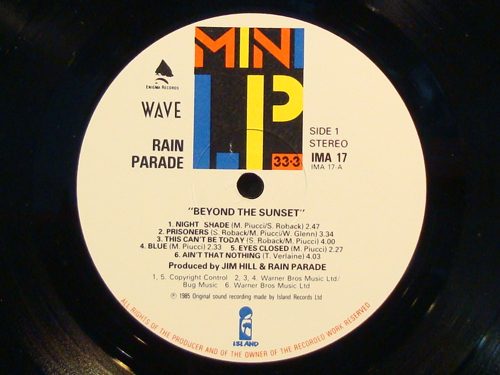 MINI
LP
33·3
ENIGMA RECORDS
WAVE
RAIN
PARADE
SIDE 1
STEREO
IMA 17
IMA 17-A
"BEYOND THE SUNSET"
1. NIGHT SHADE (M. Piucci/S. Roback) 2.47
2. PRISONERS (S. Roback/M. Piucci/W. Glenn) 3.34
3. THIS CAN'T BE TODAY (S. Roback/M. Piucci) 4.00
4. BLUE (M. Piucci) 2.33 5. EYES CLOSED (M. Piucci) 2.27
6. AIN'T THAT NOTHING (T. Verlaine) 4.03
Produced by JIM HILL & RAIN PARADE
1, 5. Copyright Control 2, 3, 4. Warner Bros Music Ltd/
Bug Music 6. Warner Bros Music Ltd
℗ 1985 Original sound recording made by Island Records Ltd
ISLAND
ALL RIGHTS OF THE PRODUCER AND OF THE OWNER OF THE RECORDED WORK RESERVED